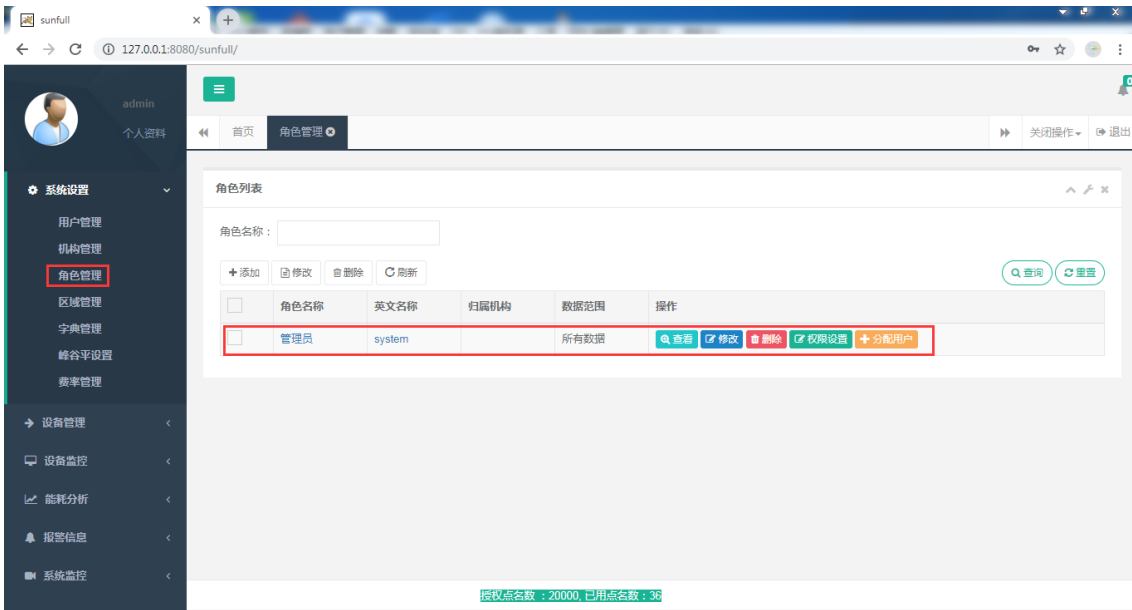 sunfull
127.0.0.1:8080/sunfull/
admin
个人资料
0
首页 角色管理 关闭操作 退出
系统设置
用户管理
机构管理
角色管理
区域管理
字典管理
峰谷平设置
费率管理
设备管理
设备监控
能耗分析
报警信息
系统监控
角色列表
角色名称：
添加 修改 删除 刷新 查询 重置
角色名称 英文名称 归属机构 数据范围 操作
管理员 system 所有数据 查看 修改 删除 权限设置 分配用户
授权点名数 ：20000, 已用点名数：36